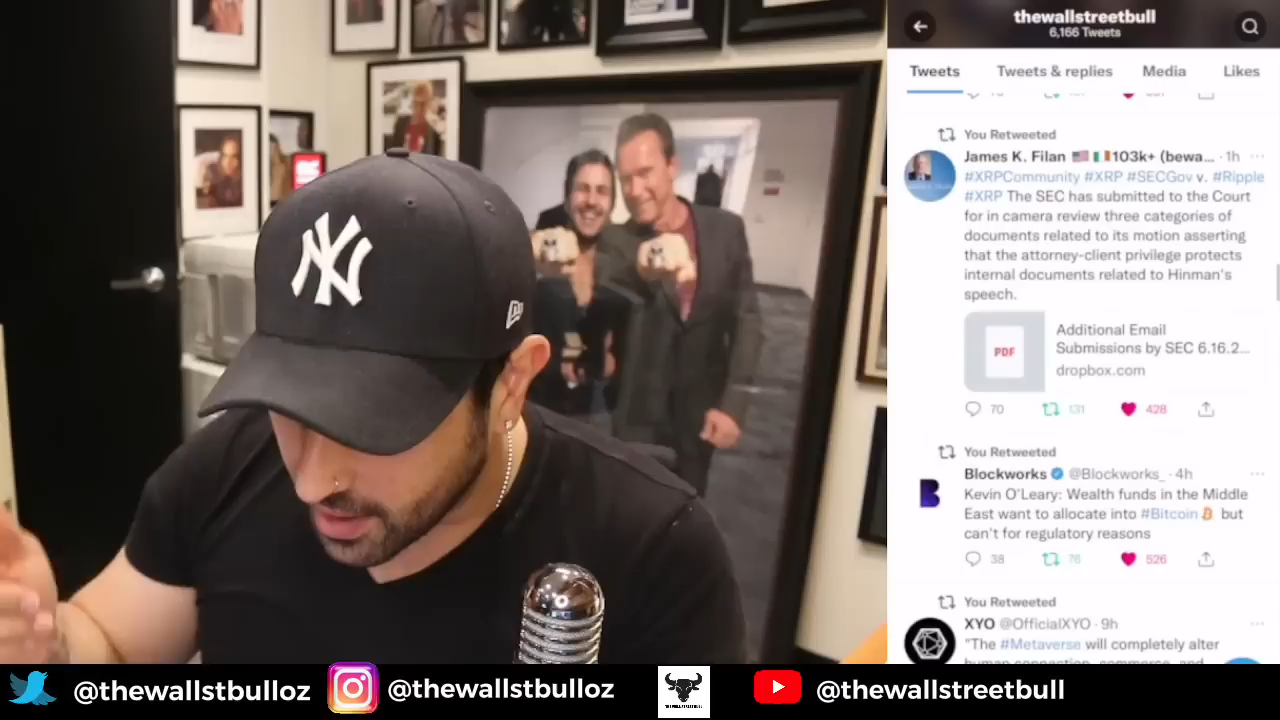 thewallstreetbull
6,166 Tweets
Tweets Tweets & replies Media Likes
You Retweeted
James K. Filan 🇺🇸 🇮🇪 103k+ (bewa... · 1h
#XRPCommunity #XRP #SECGov v. #Ripple
#XRP The SEC has submitted to the Court
for in camera review three categories of
documents related to its motion asserting
that the attorney-client privilege protects
internal documents related to Hinman's
speech.
PDF
Additional Email
Submissions by SEC 6.16.2...
dropbox.com
70 131 428
You Retweeted
Blockworks @Blockworks_ · 4h
Kevin O'Leary: Wealth funds in the Middle
East want to allocate into #Bitcoin but
can't for regulatory reasons
38 76 526
You Retweeted
XYO @OfficialXYO · 9h
"The #Metaverse will completely alter
human connection, commerce, and
NY
@thewallstbulloz @thewallstbulloz THEWALLSTREETBULL @thewallstreetbull